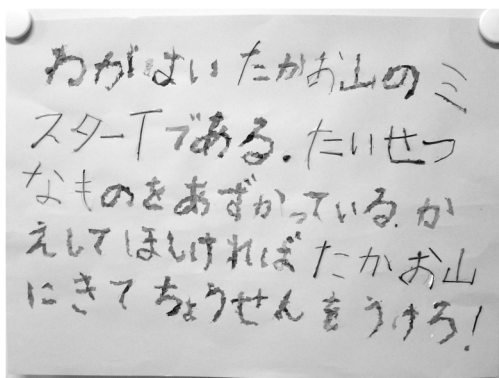 わがはいたかお山のミ
スターTである.たいせつ
なものをあずかっている.か
えしてほしければたかお山
にきてちょうせんをうけろ!